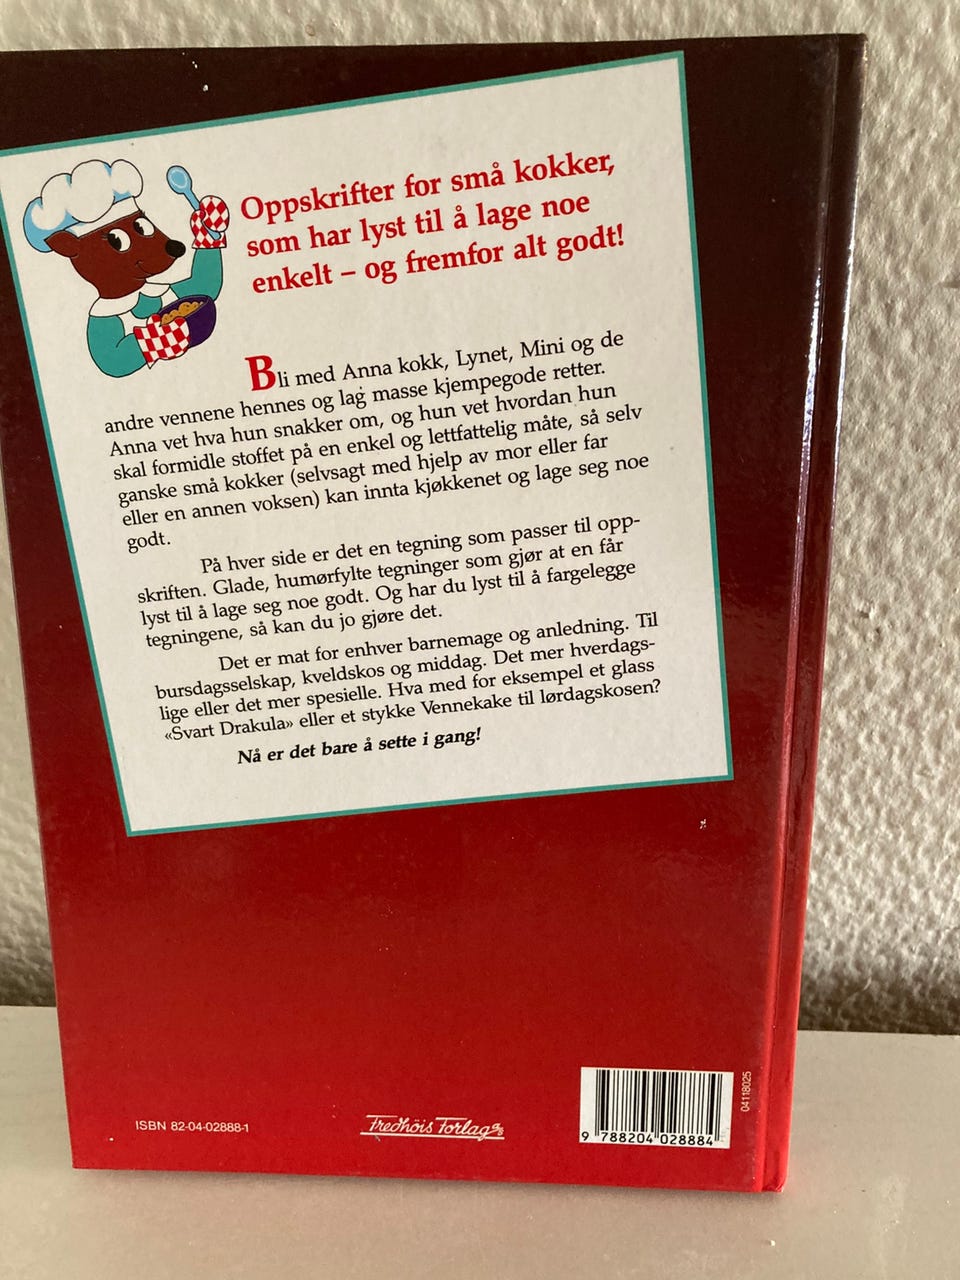 Oppskrifter for små kokker,
som har lyst til å lage noe
enkelt – og fremfor alt godt!
Bli med Anna kokk, Lynet, Mini og de
andre vennene hennes og lag masse kjempegode retter.
Anna vet hva hun snakker om, og hun vet hvordan hun
skal formidle stoffet på en enkel og lettfattelig måte, så selv
ganske små kokker (selvsagt med hjelp av mor eller far
eller en annen voksen) kan innta kjøkkenet og lage seg noe
godt.
På hver side er det en tegning som passer til opp-
skriften. Glade, humørfylte tegninger som gjør at en får
lyst til å lage seg noe godt. Og har du lyst til å fargelegge
tegningene, så kan du jo gjøre det.
Det er mat for enhver barnemage og anledning. Til
bursdagsselskap, kveldskos og middag. Det mer hverdags-
lige eller det mer spesielle. Hva med for eksempel et glass
«Svart Drakula» eller et stykke Vennekake til lørdagskosen?
Nå er det bare å sette i gang!
ISBN 82-04-02888-1
Fredhöis Forlag a/s
9 788204 028884
04118025